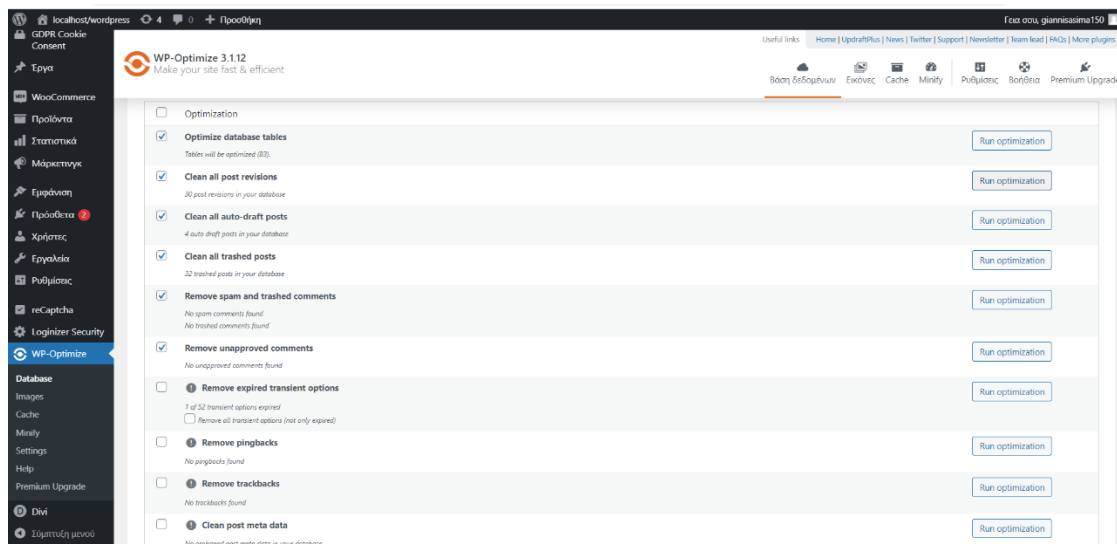 localhost/wordpress 4 0 + Προσθήκη Γεια σου, giannisasima150
GDPR Cookie
Consent
Έργα
WooCommerce
Προϊόντα
Στατιστικά
Μάρκετινγκ
Εμφάνιση
Πρόσθετα 2
Χρήστες
Εργαλεία
Ρυθμίσεις
reCaptcha
Loginizer Security
WP-Optimize
Database
Images
Cache
Minify
Settings
Help
Premium Upgrade
Divi
Σύμπτυξη μενού
WP-Optimize 3.1.12
Make your site fast & efficient
Useful links Home | UpdraftPlus | News | Twitter | Support | Newsletter | Team lead | FAQs | More plugins
Βάση δεδομένων Εικόνες Cache Minify Ρυθμίσεις Βοήθεια Premium Upgrade
Optimization
Optimize database tables Run optimization
Tables will be optimized (83).
Clean all post revisions Run optimization
30 post revisions in your database
Clean all auto-draft posts Run optimization
4 auto draft posts in your database
Clean all trashed posts Run optimization
32 trashed posts in your database
Remove spam and trashed comments Run optimization
No spam comments found
No trashed comments found
Remove unapproved comments Run optimization
No unapproved comments found
Remove expired transient options Run optimization
1 of 52 transient options expired
Remove all transient options (not only expired)
Remove pingbacks Run optimization
No pingbacks found
Remove trackbacks Run optimization
No trackbacks found
Clean post meta data Run optimization